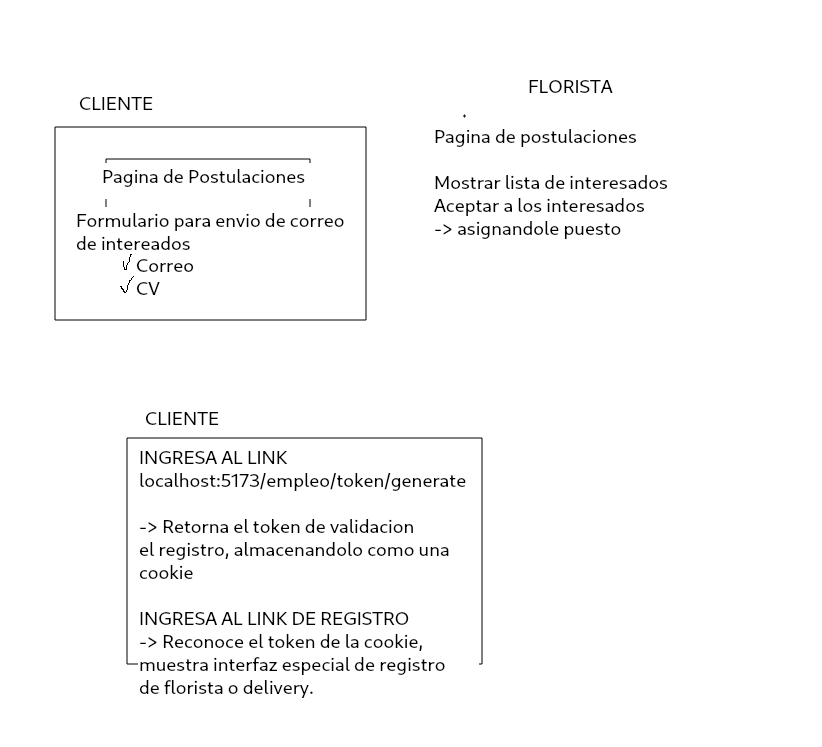 CLIENTE
Pagina de Postulaciones
Formulario para envio de correo
de intereados
Correo
CV
FLORISTA
Pagina de postulaciones
Mostrar lista de interesados
Aceptar a los interesados
-> asignandole puesto
CLIENTE
INGRESA AL LINK
localhost:5173/empleo/token/generate
-> Retorna el token de validacion
el registro, almacenandolo como una
cookie
INGRESA AL LINK DE REGISTRO
-> Reconoce el token de la cookie,
muestra interfaz especial de registro
de florista o delivery.